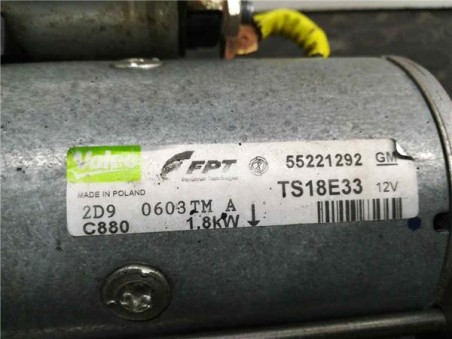 Valeo FPT 55221292 GM
MADE IN POLAND TS18E33 12V
2D9 0603TM A
C880 1,8kW